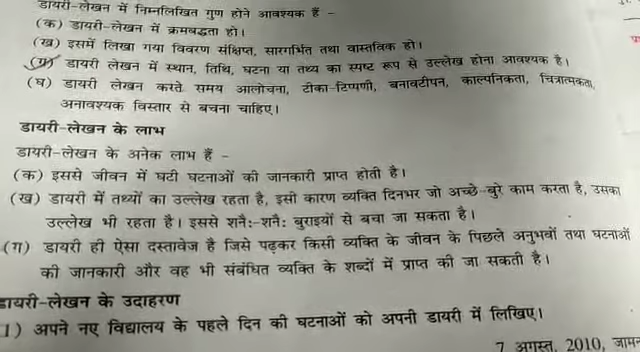 डायरी-लेखन में निम्नलिखित गुण होने आवश्यक हैं -
(क) डायरी-लेखन में क्रमबद्धता हो।
(ख) इसमें लिखा गया विवरण संक्षिप्त, सारगर्भित तथा वास्तविक हो।
(ग) डायरी लेखन में स्थान, तिथि, घटना या तथ्य का स्पष्ट रूप से उल्लेख होना आवश्यक है।
(घ) डायरी लेखन करते समय आलोचना, टीका-टिप्पणी, बनावटीपन, काल्पनिकता, चित्रात्मकता,
अनावश्यक विस्तार से बचना चाहिए।
डायरी-लेखन के लाभ
डायरी-लेखन के अनेक लाभ हैं -
(क) इससे जीवन में घटी घटनाओं की जानकारी प्राप्त होती है।
(ख) डायरी में तथ्यों का उल्लेख रहता है, इसी कारण व्यक्ति दिनभर जो अच्छे-बुरे काम करता है, उसका
उल्लेख भी रहता है। इससे शनैः-शनैः बुराइयों से बचा जा सकता है।
(ग) डायरी ही ऐसा दस्तावेज है जिसे पढ़कर किसी व्यक्ति के जीवन के पिछले अनुभवों तथा घटनाओं
की जानकारी और वह भी संबंधित व्यक्ति के शब्दों में प्राप्त की जा सकती है।
डायरी-लेखन के उदाहरण
1) अपने नए विद्यालय के पहले दिन की घटनाओं को अपनी डायरी में लिखिए।
7 अगस्त, 2010, जामन